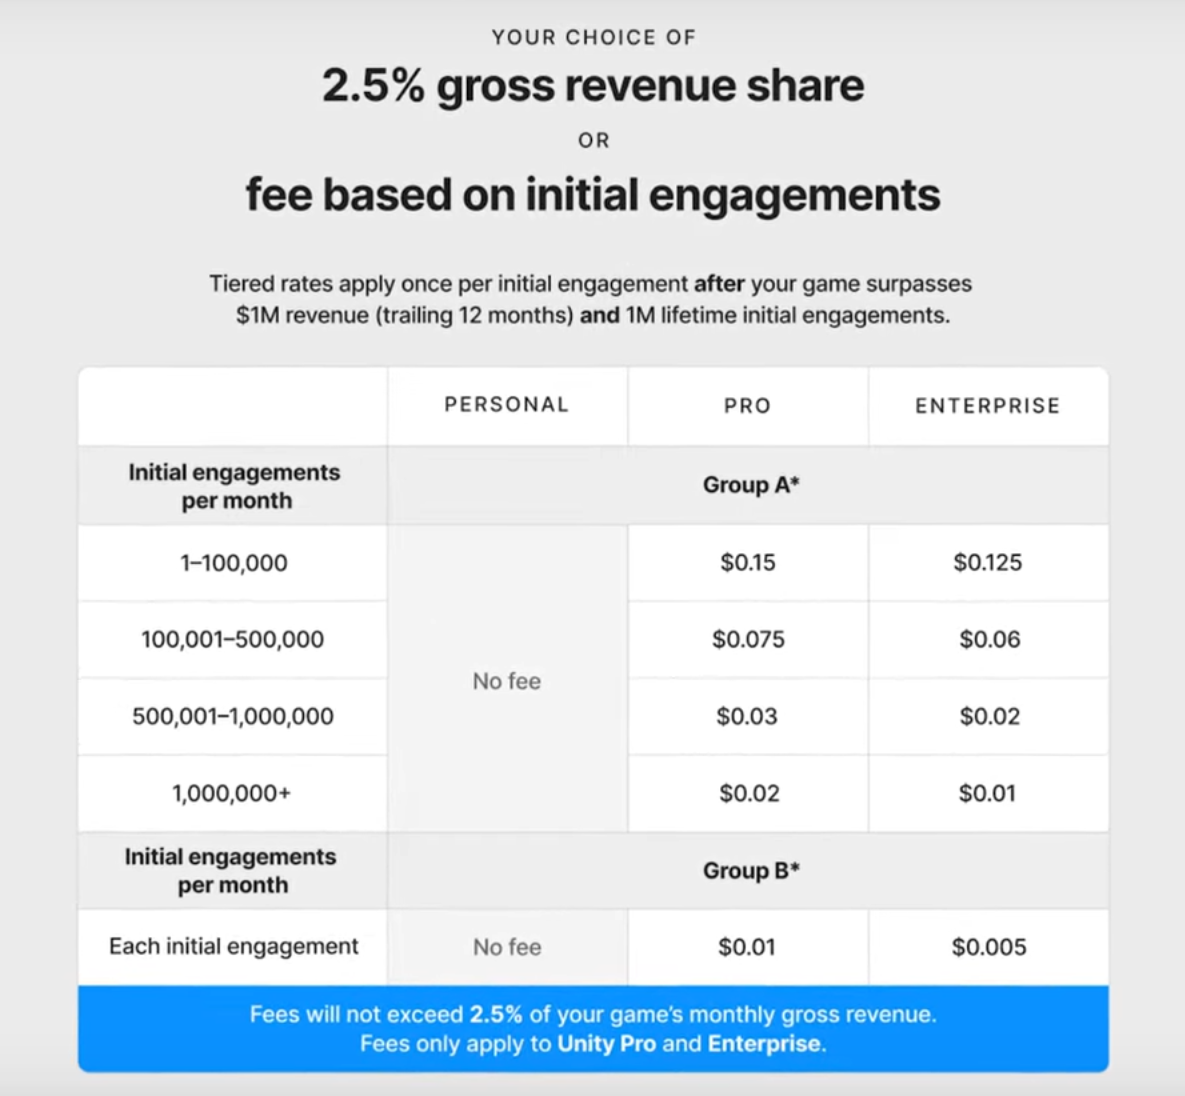 YOUR CHOICE OF
2.5% gross revenue share
OR
fee based on initial engagements
Tiered rates apply once per initial engagement after your game surpasses
$1M revenue (trailing 12 months) and 1M lifetime initial engagements.
PERSONAL PRO ENTERPRISE
Initial engagements
per month
Group A*
1–100,000 $0.15 $0.125
100,001–500,000 $0.075 $0.06
No fee
500,001–1,000,000 $0.03 $0.02
1,000,000+ $0.02 $0.01
Initial engagements
per month
Group B*
Each initial engagement No fee $0.01 $0.005
Fees will not exceed 2.5% of your game's monthly gross revenue.
Fees only apply to Unity Pro and Enterprise.